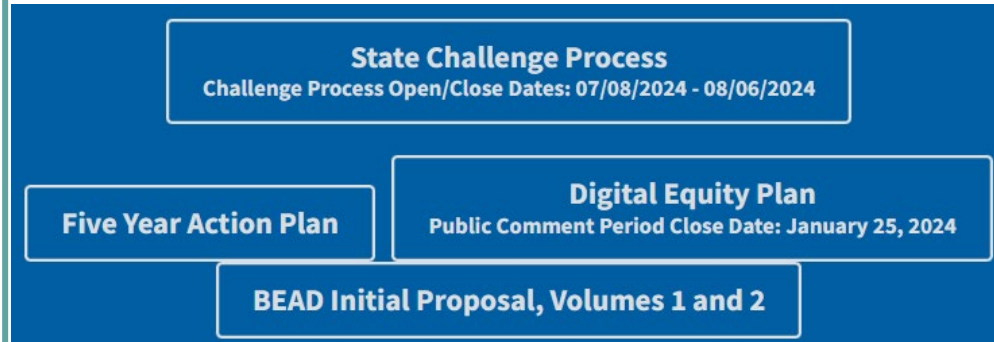 State Challenge Process
Challenge Process Open/Close Dates: 07/08/2024 - 08/06/2024
Five Year Action Plan
Digital Equity Plan
Public Comment Period Close Date: January 25, 2024
BEAD Initial Proposal, Volumes 1 and 2